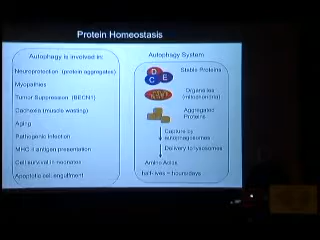 Protein Homeostasis
Autophagy is involved in:
Neuroprotection (protein aggregates)
Myopathies
Tumor Suppression (BECN1)
Cachexia (muscle wasting)
Aging
Pathogenic Infection
MHC II antigen presentation
Cell survival in neonates
Apoptotic cell engulfment
Autophagy System
D
C E
Stable Proteins
Organelles
(mitochondria)
Aggregated
Proteins
Capture by
autophagosomes
Delivery to lysosomes
Amino Acids
half-lives = hours/days